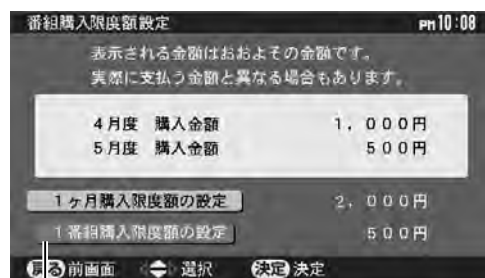 番組購入限度額設定 PM10:08
表示される金額はおおよその金額です。
実際に支払う金額と異なる場合もあります。
4月度 購入金額 1,000円
5月度 購入金額 500円
1ヶ月購入限度額の設定 2,000円
1番組購入限度額の設定 500円
戻る 前画面 選択 決定 決定